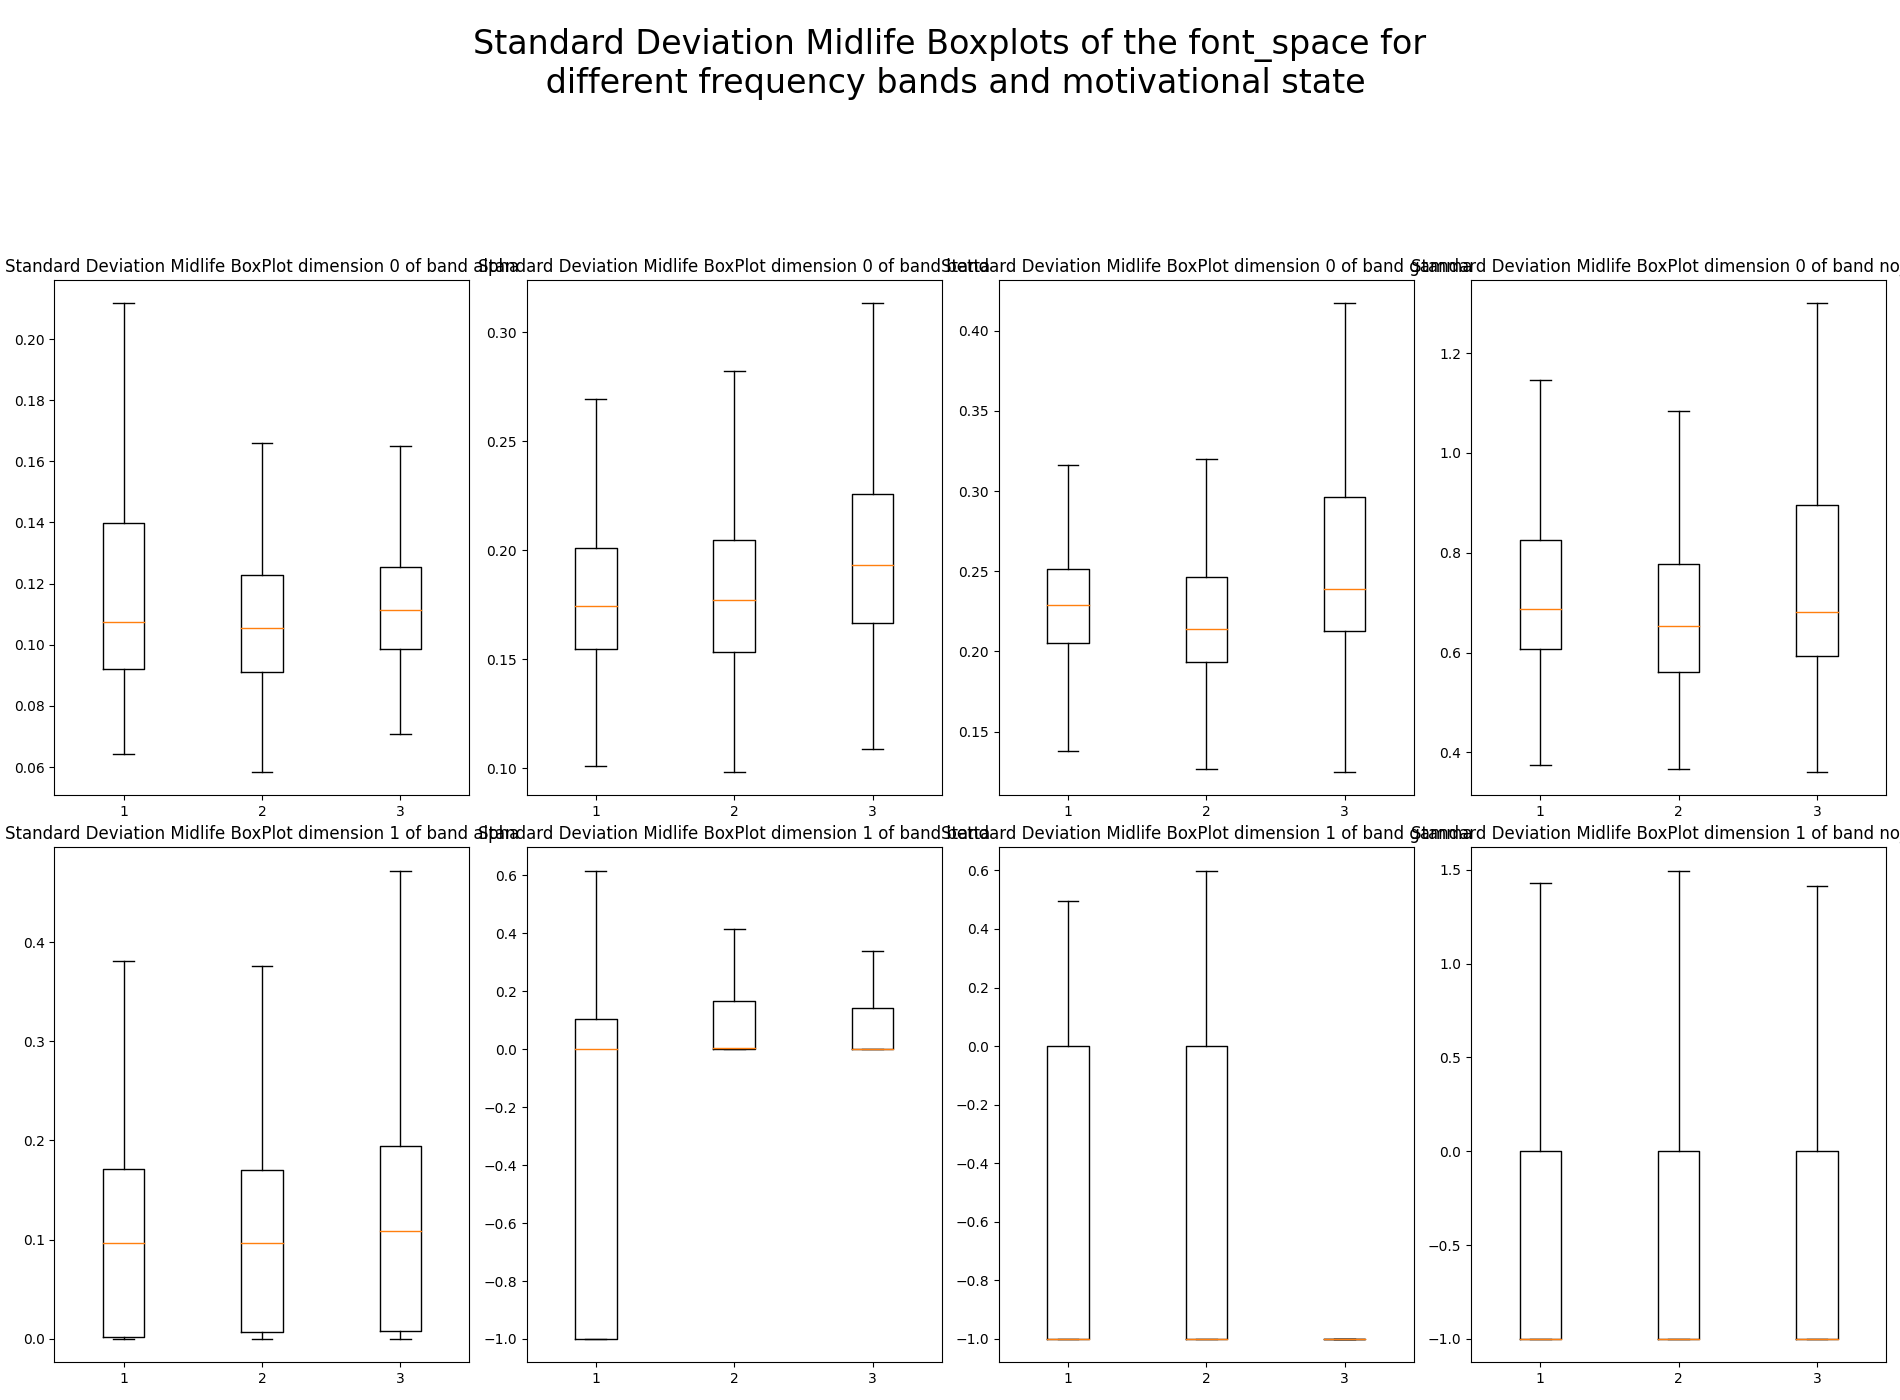 Standard Deviation Midlife Boxplots of the font_space for
different frequency bands and motivational state
Standard Deviation Midlife BoxPlot dimension 0 of band alpha
Standard Deviation Midlife BoxPlot dimension 0 of band betta
Standard Deviation Midlife BoxPlot dimension 0 of band gamma
Standard Deviation Midlife BoxPlot dimension 0 of band no
0.20
0.18
0.16
0.14
0.12
0.10
0.08
0.06
1 2 3
0.30
0.25
0.20
0.15
0.10
1 2 3
0.40
0.35
0.30
0.25
0.20
0.15
1 2 3
1.2
1.0
0.8
0.6
0.4
1 2 3
Standard Deviation Midlife BoxPlot dimension 1 of band alpha
Standard Deviation Midlife BoxPlot dimension 1 of band betta
Standard Deviation Midlife BoxPlot dimension 1 of band gamma
Standard Deviation Midlife BoxPlot dimension 1 of band no
0.4
0.3
0.2
0.1
0.0
1 2 3
0.6
0.4
0.2
0.0
−0.2
−0.4
−0.6
−0.8
−1.0
1 2 3
0.6
0.4
0.2
0.0
−0.2
−0.4
−0.6
−0.8
−1.0
1 2 3
1.5
1.0
0.5
0.0
−0.5
−1.0
1 2 3